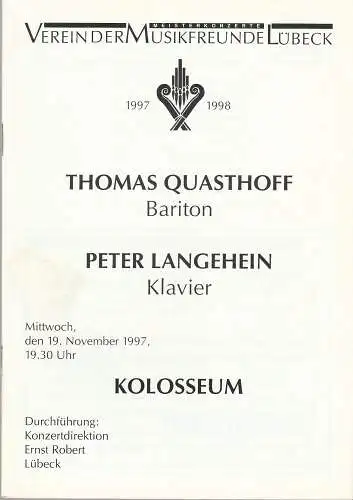 MEISTERKONZERTE
VEREIN DER MUSIKFREUNDE LÜBECK
1997 1998
THOMAS QUASTHOFF
Bariton
PETER LANGEHEIN
Klavier
Mittwoch,
den 19. November 1997,
19.30 Uhr
KOLOSSEUM
Durchführung:
Konzertdirektion
Ernst Robert
Lübeck